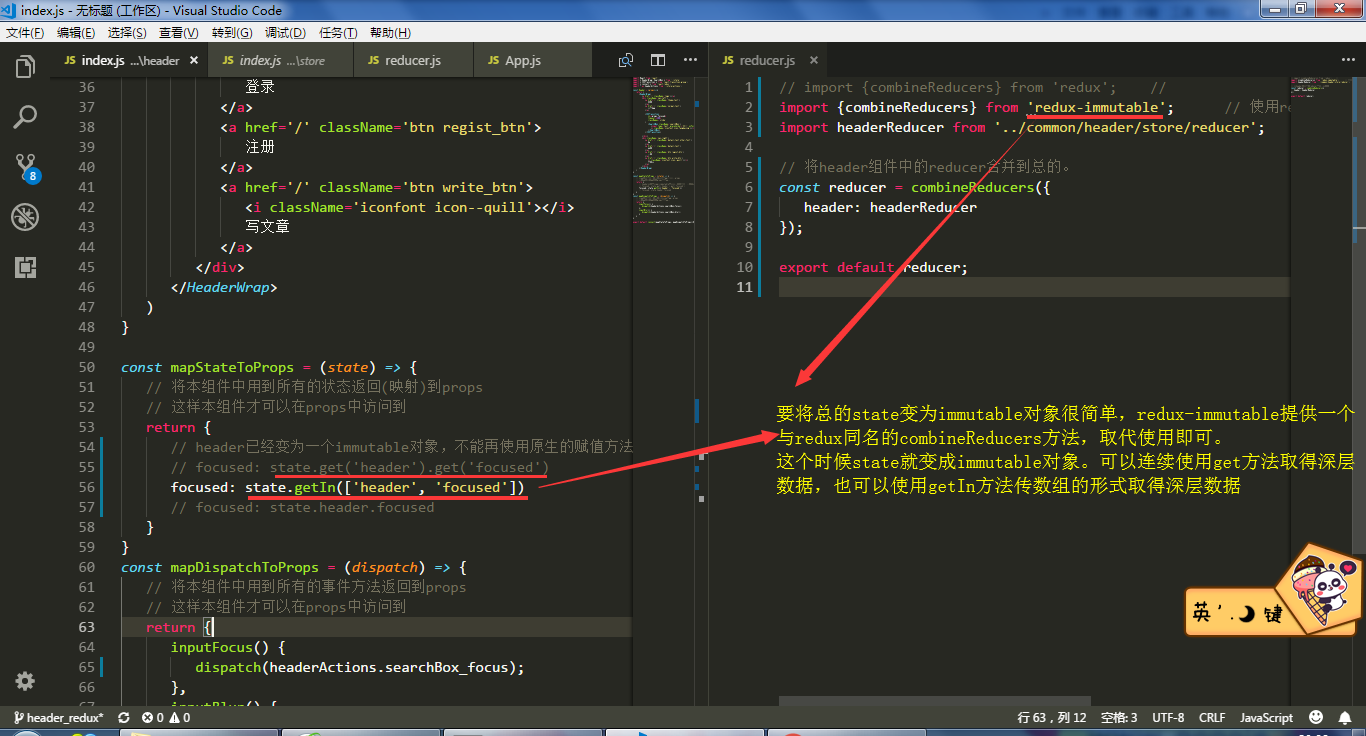 index.js - 无标题 (工作区) - Visual Studio Code
文件(F) 编辑(E) 选择(S) 查看(V) 转到(G) 调试(D) 任务(T) 帮助(H)
JS index.js ...\header ×
JS index.js ...\store
JS reducer.js
JS App.js
36 登录
37 </a>
38 <a href='/' className='btn regist_btn'>
39 注册
40 </a>
41 <a href='/' className='btn write_btn'>
42 <i className='iconfont icon--quill'></i>
43 写文章
44 </a>
45 </div>
46 </HeaderWrap>
47 )
48 }
49
50 const mapStateToProps = (state) => {
51 // 将本组件中用到所有的状态返回(映射)到props
52 // 这样本组件才可以在props中访问到
53 return {
54 // header已经变为一个immutable对象，不能再使用原生的赋值方法
55 // focused: state.get('header').get('focused')
56 focused: state.getIn(['header', 'focused'])
57 // focused: state.header.focused
58 }
59 }
60 const mapDispatchToProps = (dispatch) => {
61 // 将本组件中用到所有的事件方法返回到props
62 // 这样本组件才可以在props中访问到
63 return {
64 inputFocus() {
65 dispatch(headerActions.searchBox_focus);
66 },
67 inputBlur() {
JS reducer.js ×
1 // import {combineReducers} from 'redux'; //
2 import {combineReducers} from 'redux-immutable'; // 使用re
3 import headerReducer from '../common/header/store/reducer';
4
5 // 将header组件中的reducer合并到总的。
6 const reducer = combineReducers({
7 header: headerReducer
8 });
9
10 export default reducer;
11
要将总的state变为immutable对象很简单，redux-immutable提供一个
与redux同名的combineReducers方法，取代使用即可。
这个时候state就变成immutable对象。可以连续使用get方法取得深层
数据，也可以使用getIn方法传数组的形式取得深层数据
英 ' . 键
8
header_redux* 0 0 行 63，列 12 空格: 3 UTF-8 CRLF JavaScript